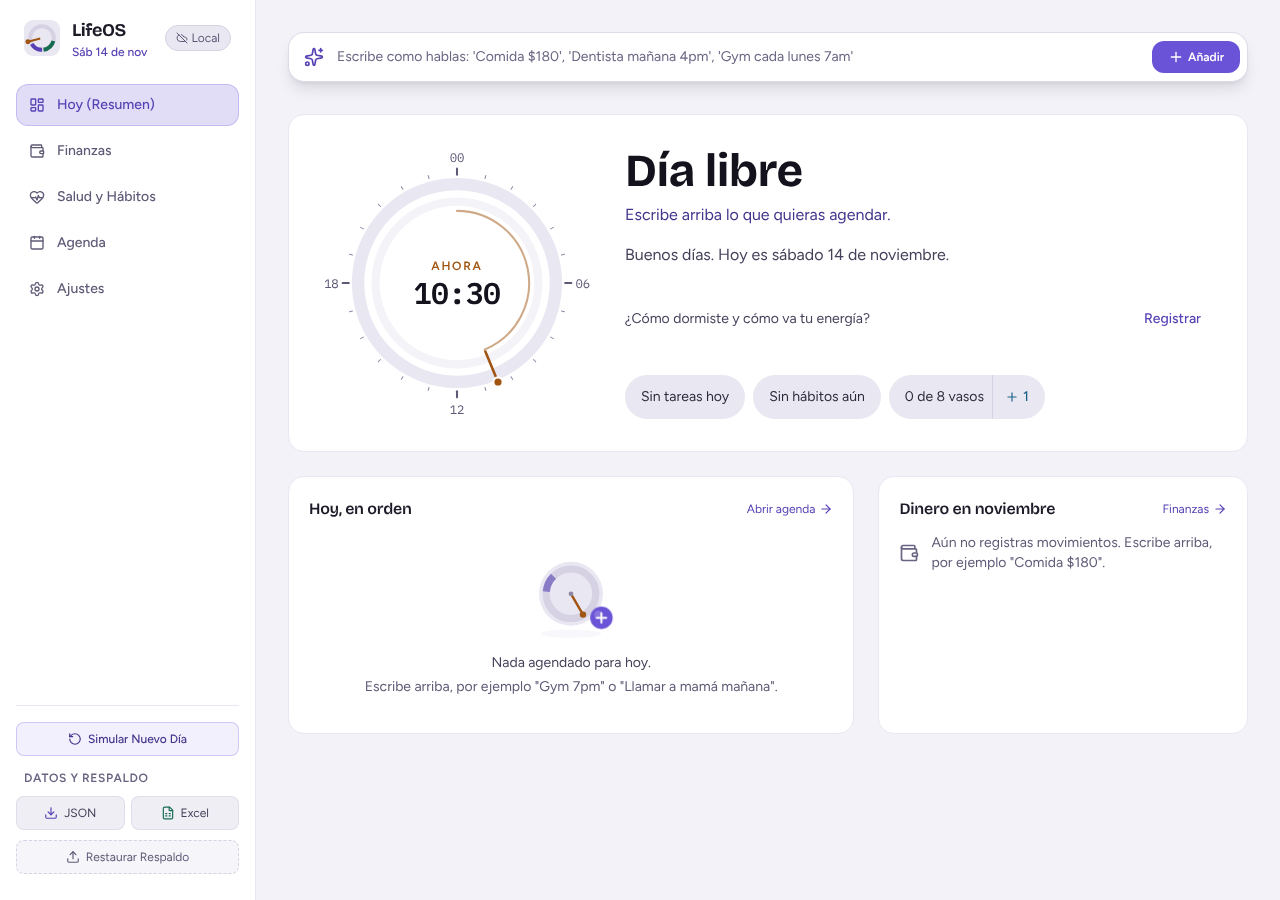 LifeOS
Sáb 14 de nov
Local
Hoy (Resumen)
Finanzas
Salud y Hábitos
Agenda
Ajustes
Simular Nuevo Día
DATOS Y RESPALDO
JSON
Excel
Restaurar Respaldo
Escribe como hablas: 'Comida $180', 'Dentista mañana 4pm', 'Gym cada lunes 7am'
Añadir
00
18
06
12
AHORA
10:30
Día libre
Escribe arriba lo que quieras agendar.
Buenos días. Hoy es sábado 14 de noviembre.
¿Cómo dormiste y cómo va tu energía?
Registrar
Sin tareas hoy
Sin hábitos aún
0 de 8 vasos
+ 1
Hoy, en orden
Abrir agenda →
Nada agendado para hoy.
Escribe arriba, por ejemplo "Gym 7pm" o "Llamar a mamá mañana".
Dinero en noviembre
Finanzas →
Aún no registras movimientos. Escribe arriba,
por ejemplo "Comida $180".